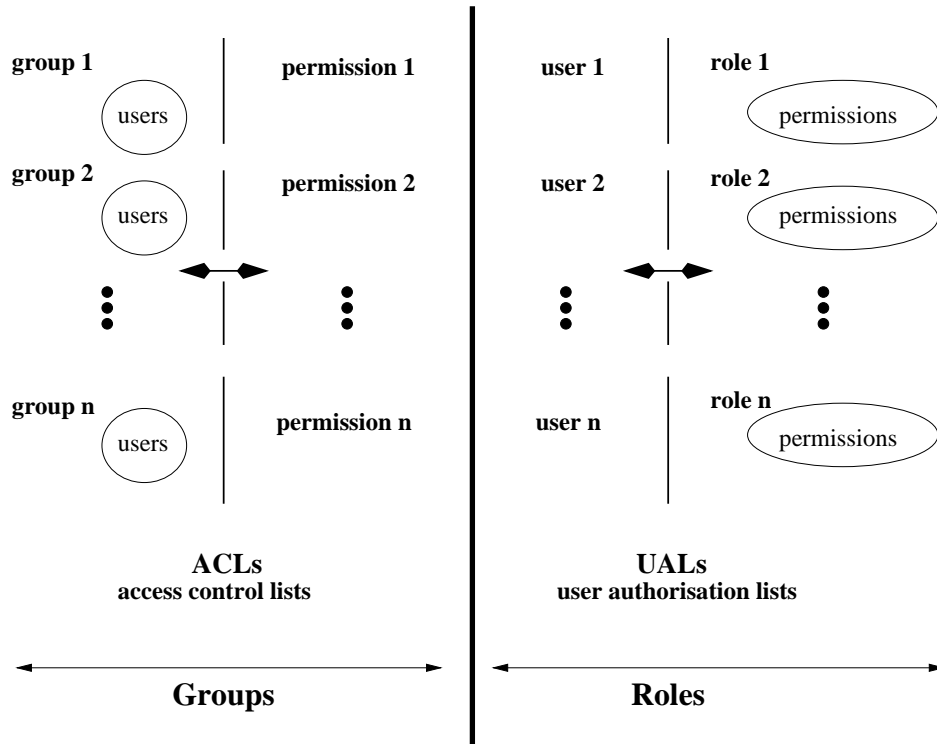 group 1
users
permission 1
group 2
users
permission 2
group n
users
permission n
ACLs
access control lists
Groups
user 1
role 1
permissions
user 2
role 2
permissions
user n
role n
permissions
UALs
user authorisation lists
Roles